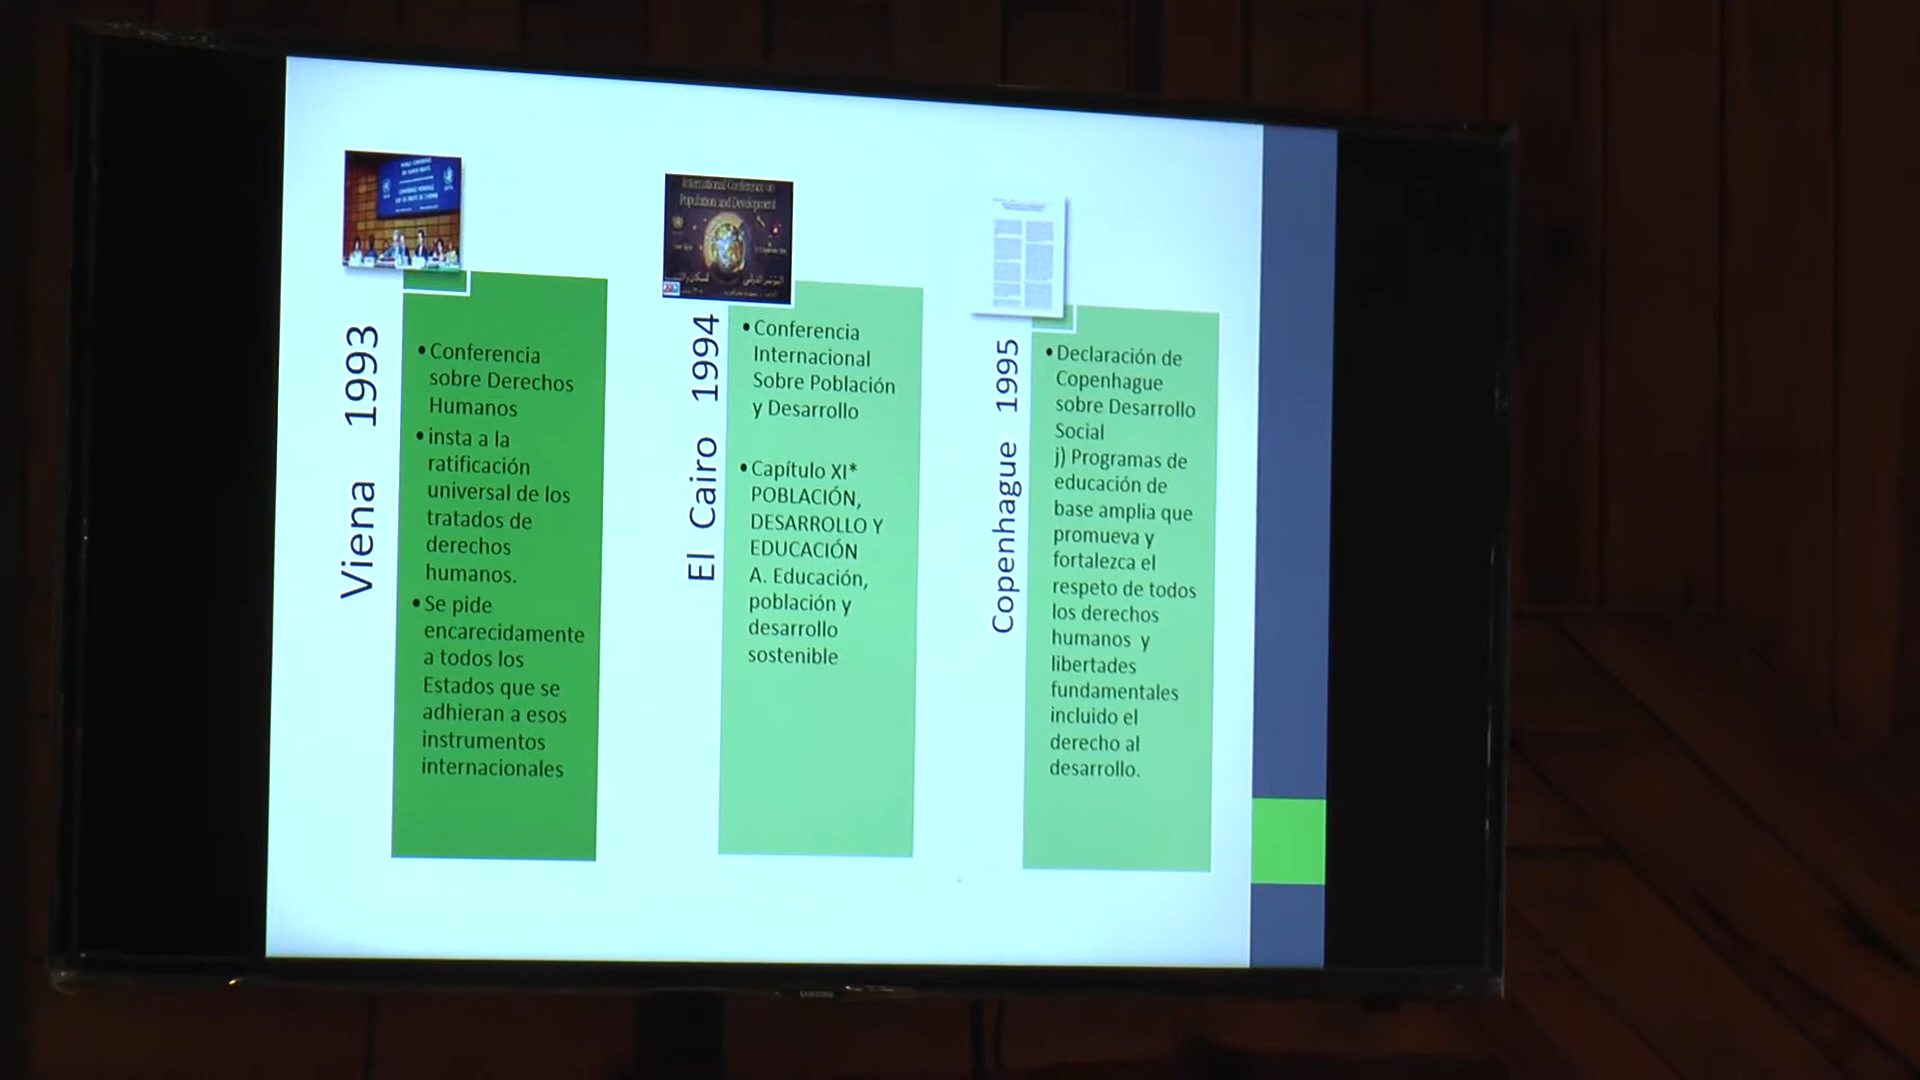 Viena 1993
• Conferencia
sobre Derechos
Humanos
• insta a la
ratificación
universal de los
tratados de
derechos
humanos.
• Se pide
encarecidamente
a todos los
Estados que se
adhieran a esos
instrumentos
internacionales
International Conference on
Population and Development
El Cairo 1994
• Conferencia
Internacional
Sobre Población
y Desarrollo
• Capítulo XI*
POBLACIÓN,
DESARROLLO Y
EDUCACIÓN
A. Educación,
población y
desarrollo
sostenible
Copenhague 1995
• Declaración de
Copenhague
sobre Desarrollo
Social
j) Programas de
educación de
base amplia que
promueva y
fortalezca el
respeto de todos
los derechos
humanos y
libertades
fundamentales
incluido el
derecho al
desarrollo.